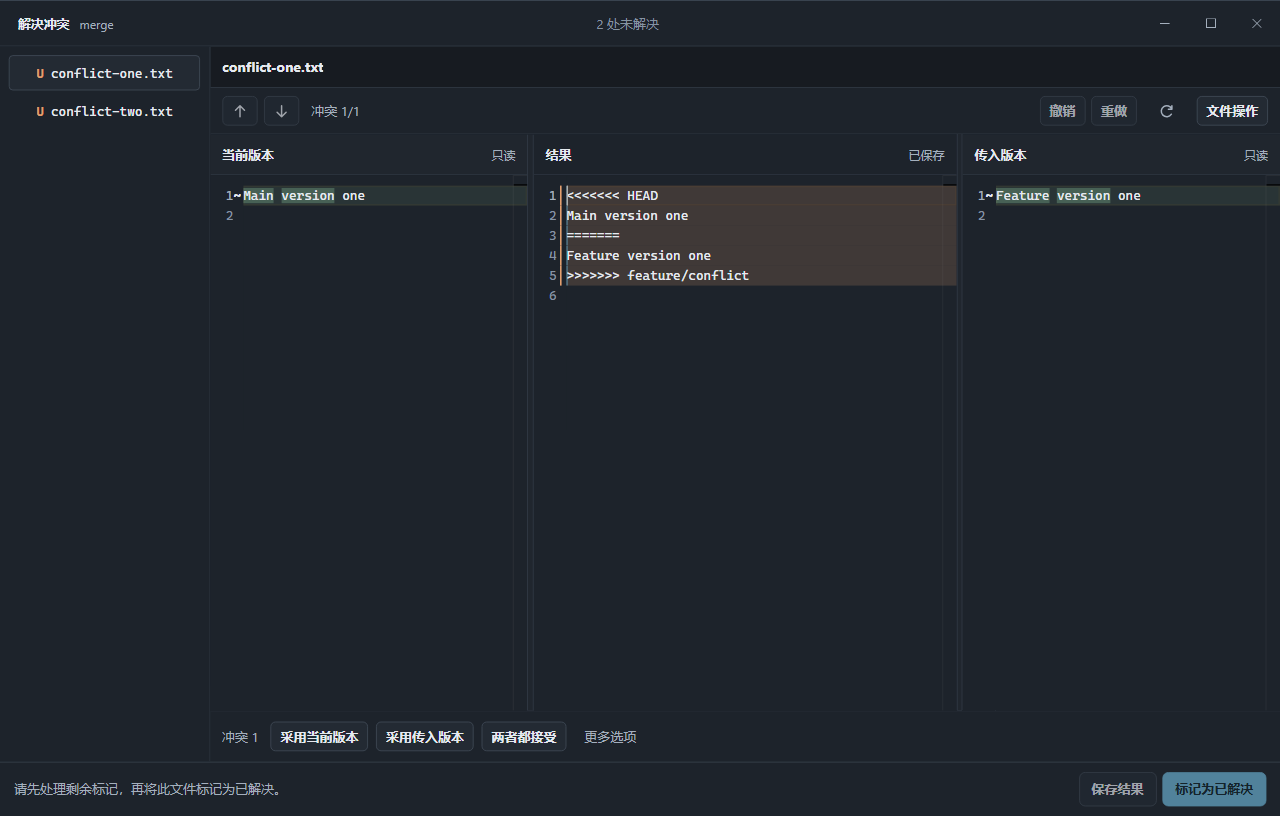 解决冲突 merge
2 处未解决
U conflict-one.txt
U conflict-two.txt
conflict-one.txt
冲突 1/1
撤销 重做 文件操作
当前版本 只读
1~Main version one
2
结果 已保存
1 <<<<<<< HEAD
2 Main version one
3 =======
4 Feature version one
5 >>>>>>> feature/conflict
6
传入版本 只读
1~Feature version one
2
冲突 1 采用当前版本 采用传入版本 两者都接受 更多选项
请先处理剩余标记，再将此文件标记为已解决。
保存结果 标记为已解决